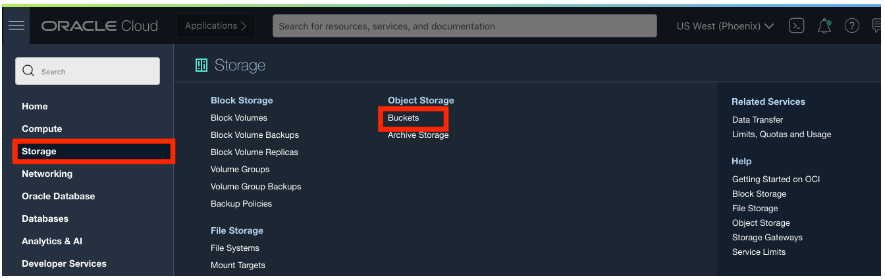 ORACLE Cloud
Applications >
Search for resources, services, and documentation
US West (Phoenix)
Search
Home
Compute
Storage
Networking
Oracle Database
Databases
Analytics & AI
Developer Services
Storage
Block Storage
Block Volumes
Block Volume Backups
Block Volume Replicas
Volume Groups
Volume Group Backups
Backup Policies
File Storage
File Systems
Mount Targets
Object Storage
Buckets
Archive Storage
Related Services
Data Transfer
Limits, Quotas and Usage
Help
Getting Started on OCI
Block Storage
File Storage
Object Storage
Storage Gateways
Service Limits